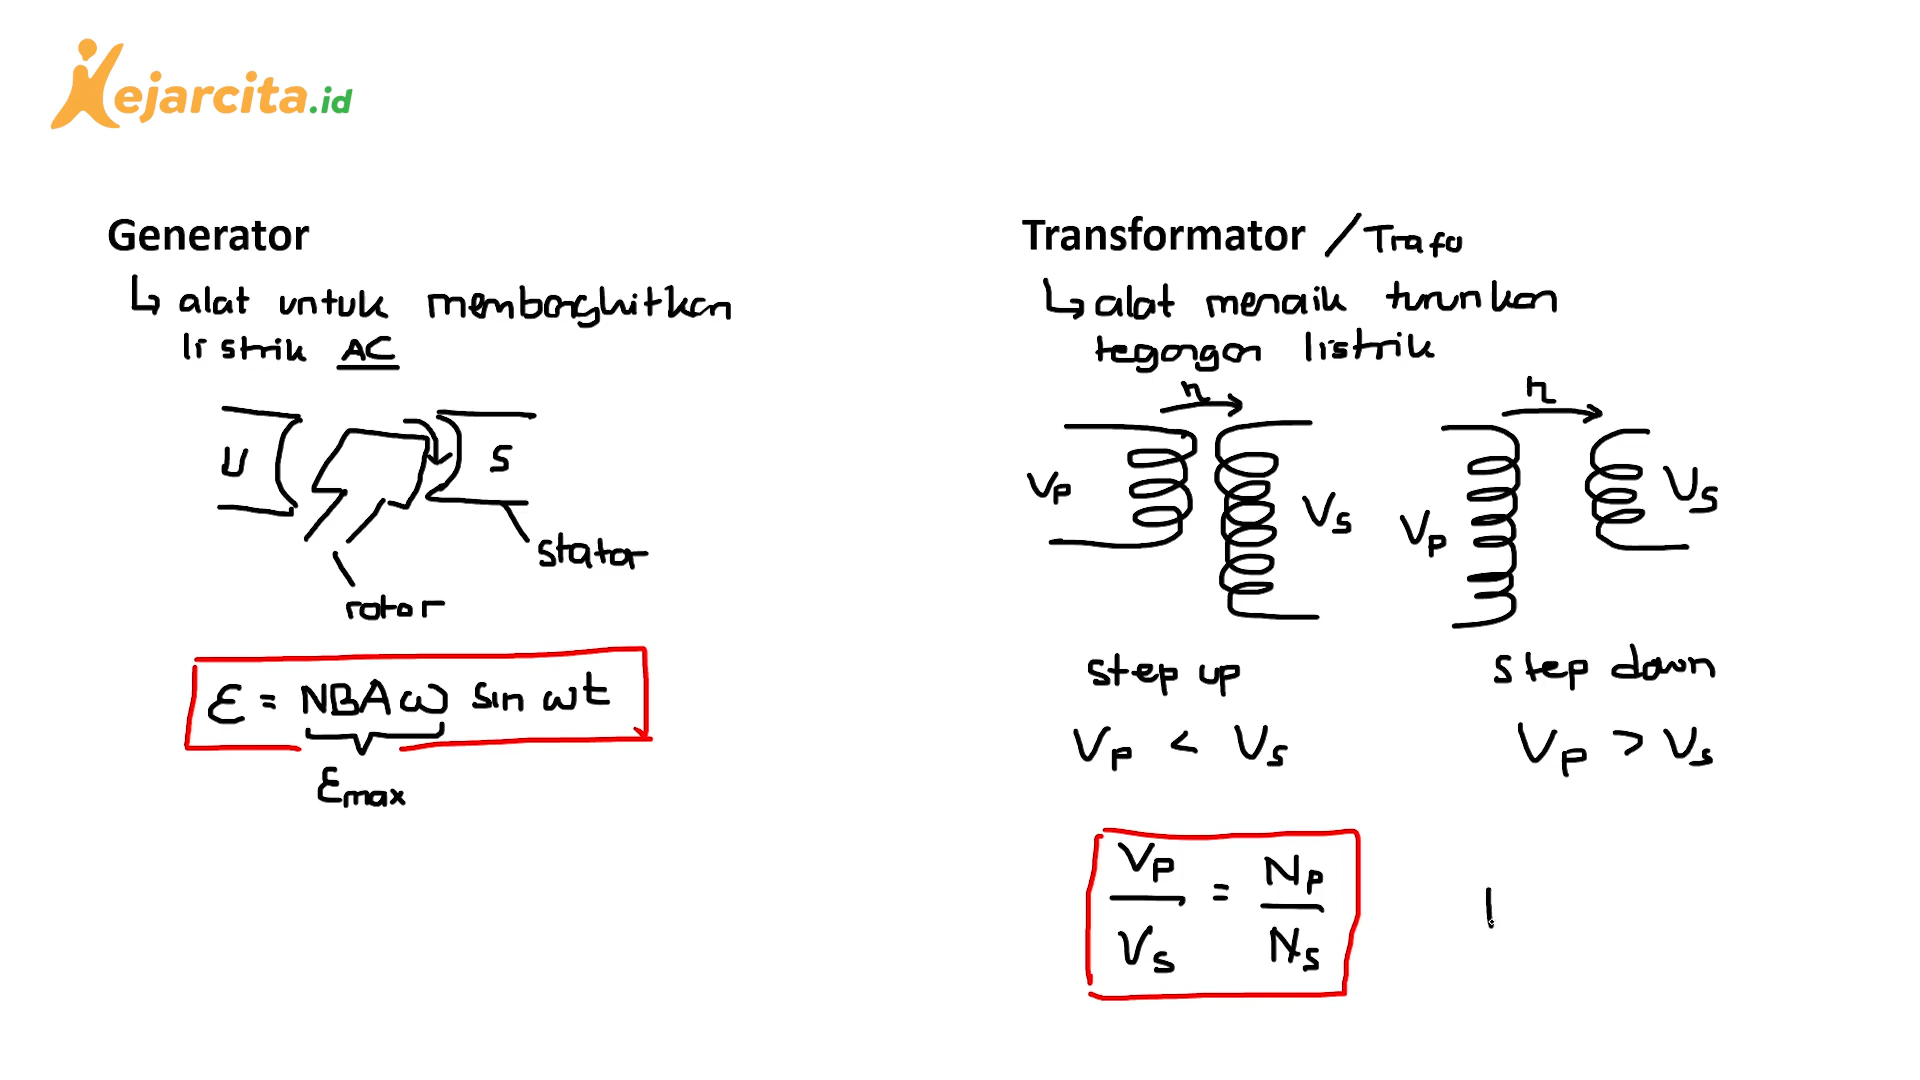 Kejarcita.id
Generator
↳ alat untuk membangkitkan
listrik AC
U
S
stator
rotor
ε = NBA ω sin ωt
εmax
Transformator / Trafo
↳ alat menaik turunkan
tegangan listrik
η
Vp
Vs
η
Vp
Vs
step up
Vp < Vs
step down
Vp > Vs
Vp/Vs = Np/Ns